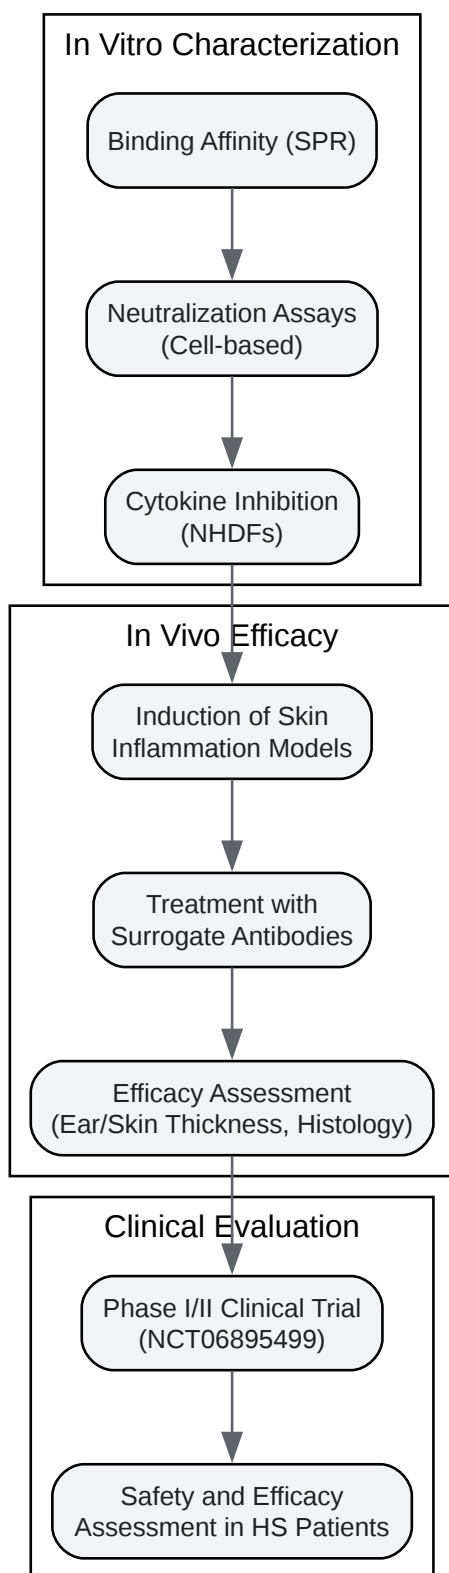 In Vitro Characterization
Binding Affinity (SPR)
Neutralization Assays
(Cell-based)
Cytokine Inhibition
(NHDFs)
In Vivo Efficacy
Induction of Skin
Inflammation Models
Treatment with
Surrogate Antibodies
Efficacy Assessment
(Ear/Skin Thickness, Histology)
Clinical Evaluation
Phase I/II Clinical Trial
(NCT06895499)
Safety and Efficacy
Assessment in HS Patients